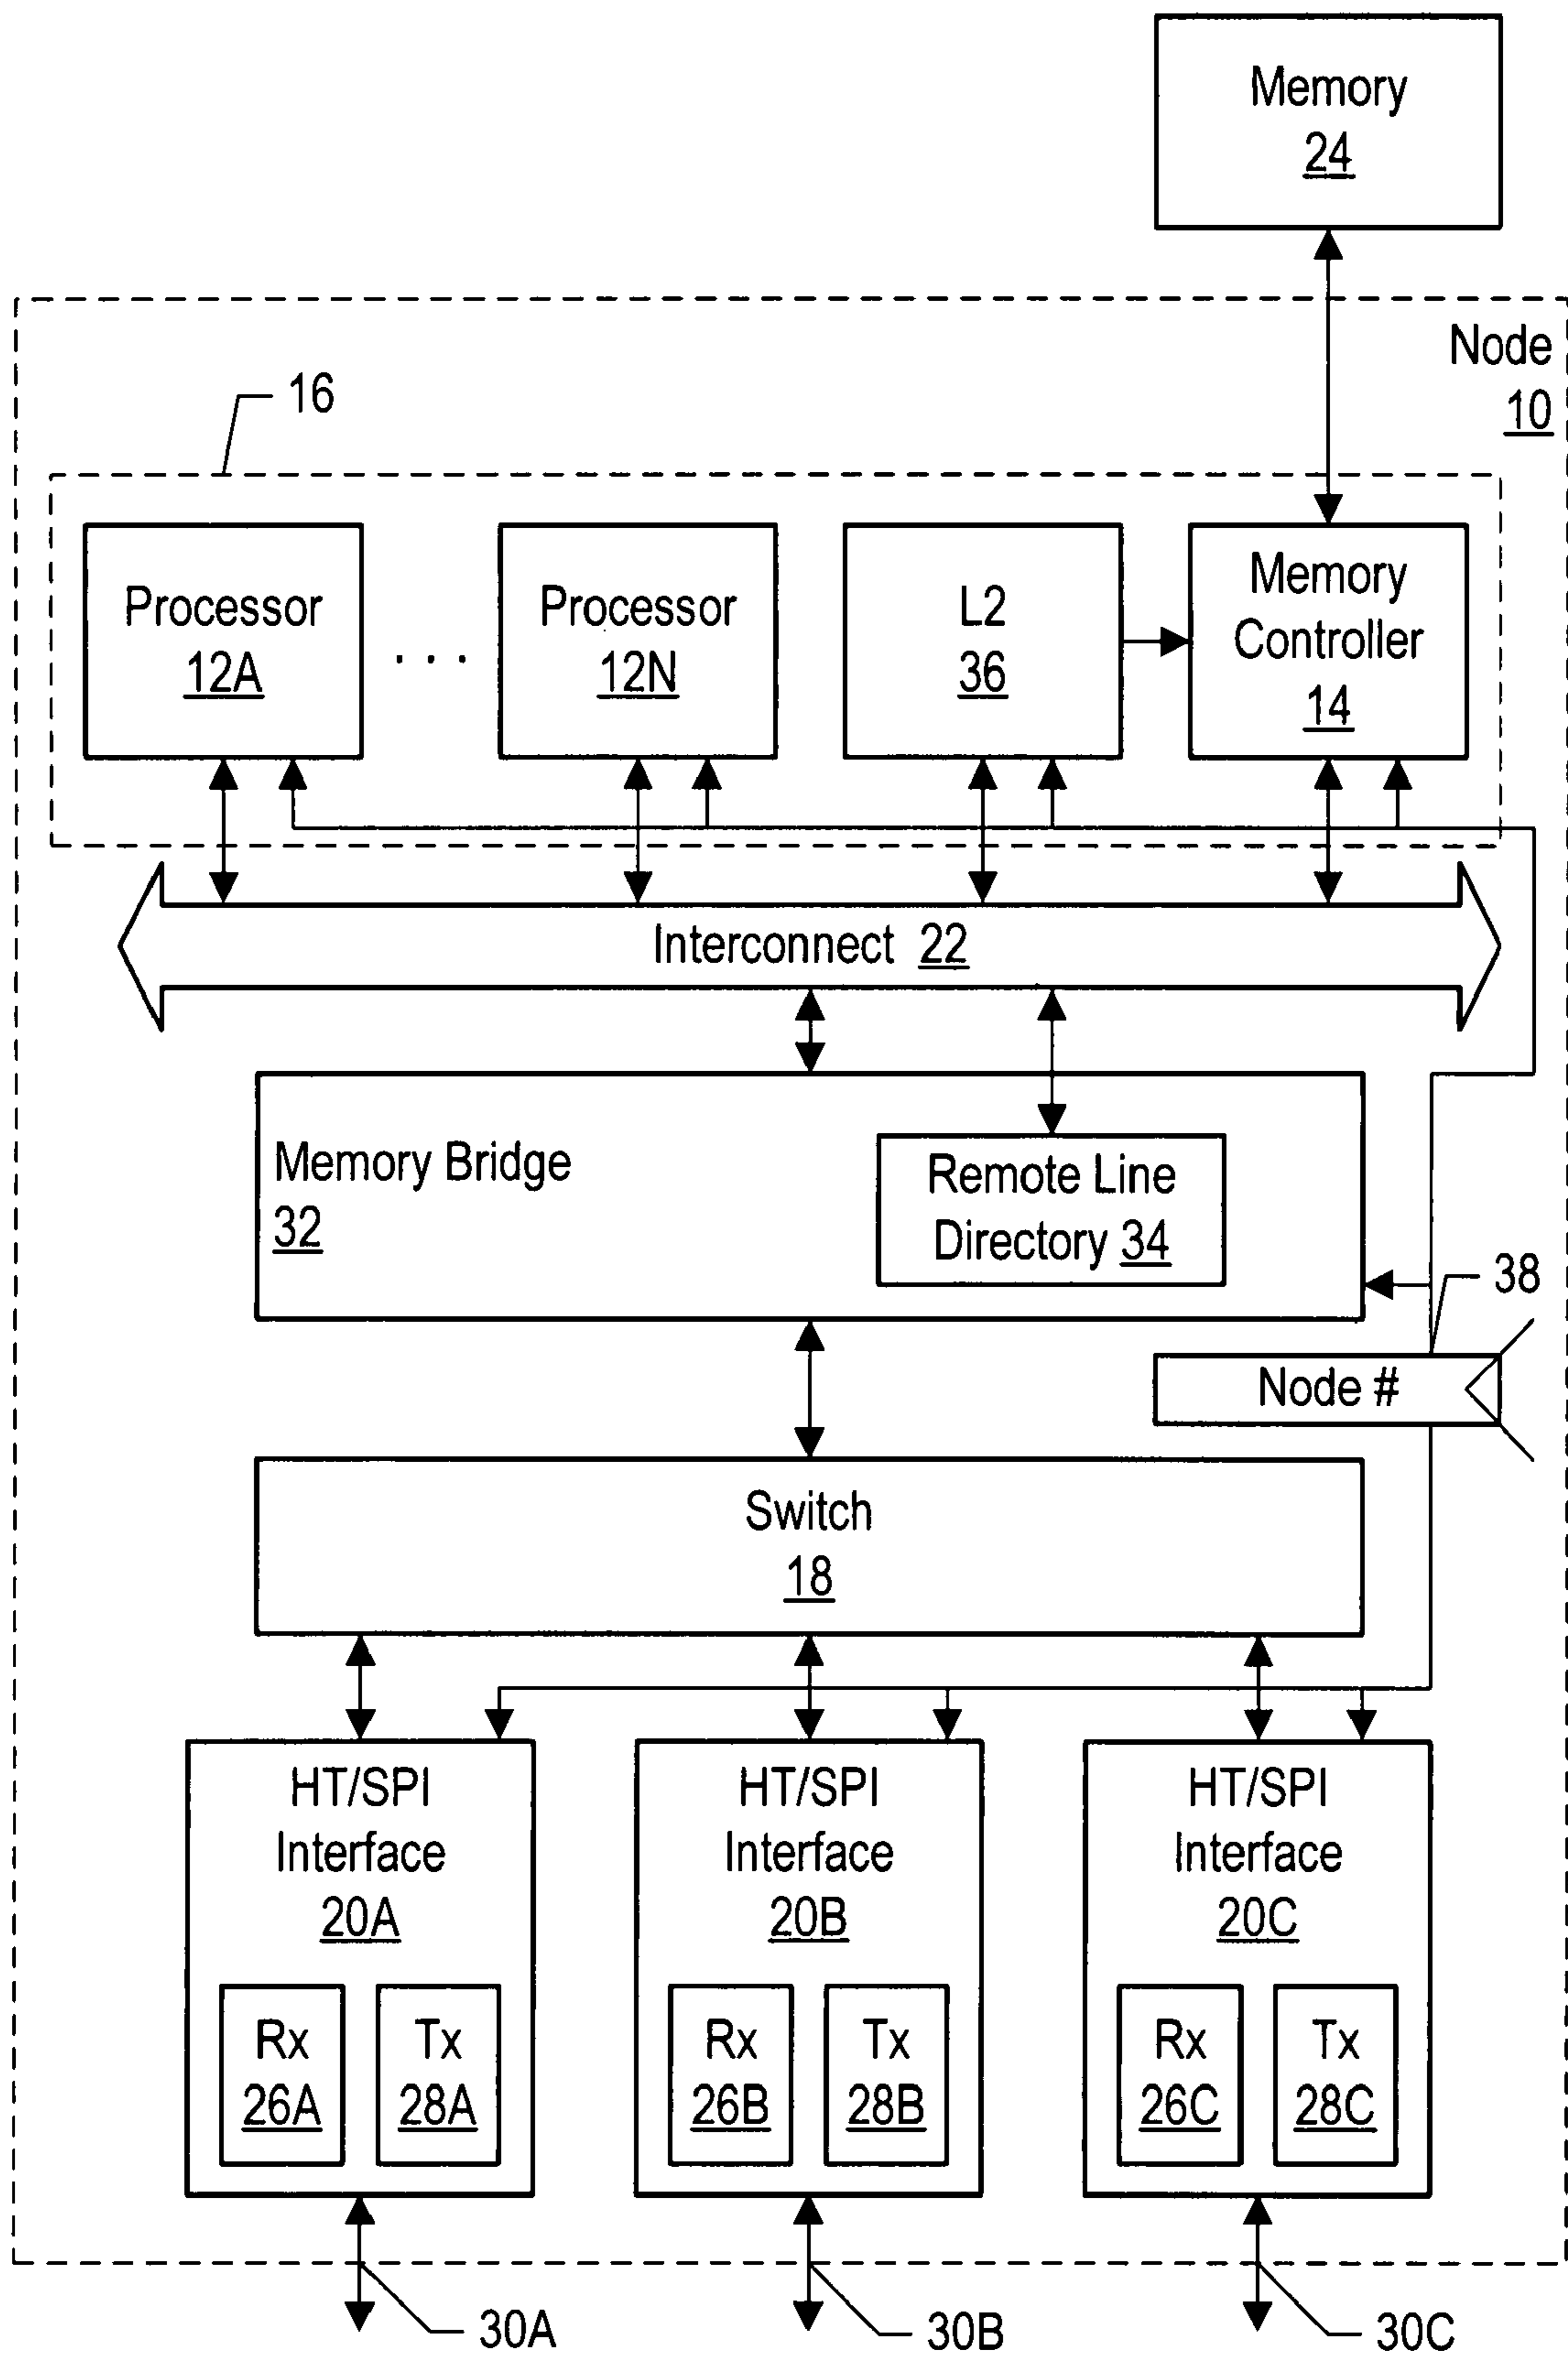 Memory
24
Node
10
16
Processor
12A
. . .
Processor
12N
L2
36
Memory
Controller
14
Interconnect 22
Memory Bridge
32
Remote Line
Directory 34
38
Node #
Switch
18
HT/SPI
Interface
20A
Rx
26A
Tx
28A
HT/SPI
Interface
20B
Rx
26B
Tx
28B
HT/SPI
Interface
20C
Rx
26C
Tx
28C
30A
30B
30C